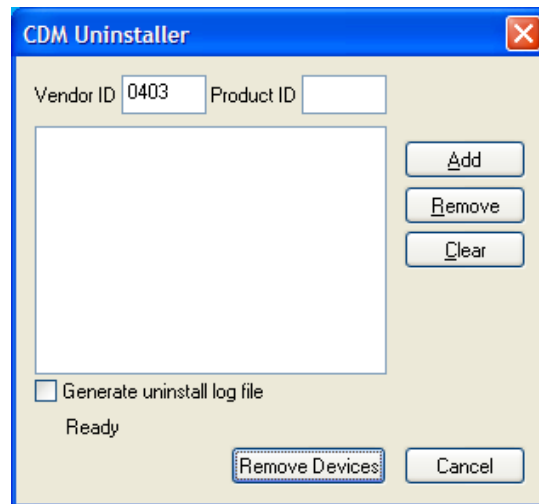 CDM Uninstaller
Vendor ID 0403 Product ID
Add
Remove
Clear
Generate uninstall log file
Ready
Remove Devices Cancel